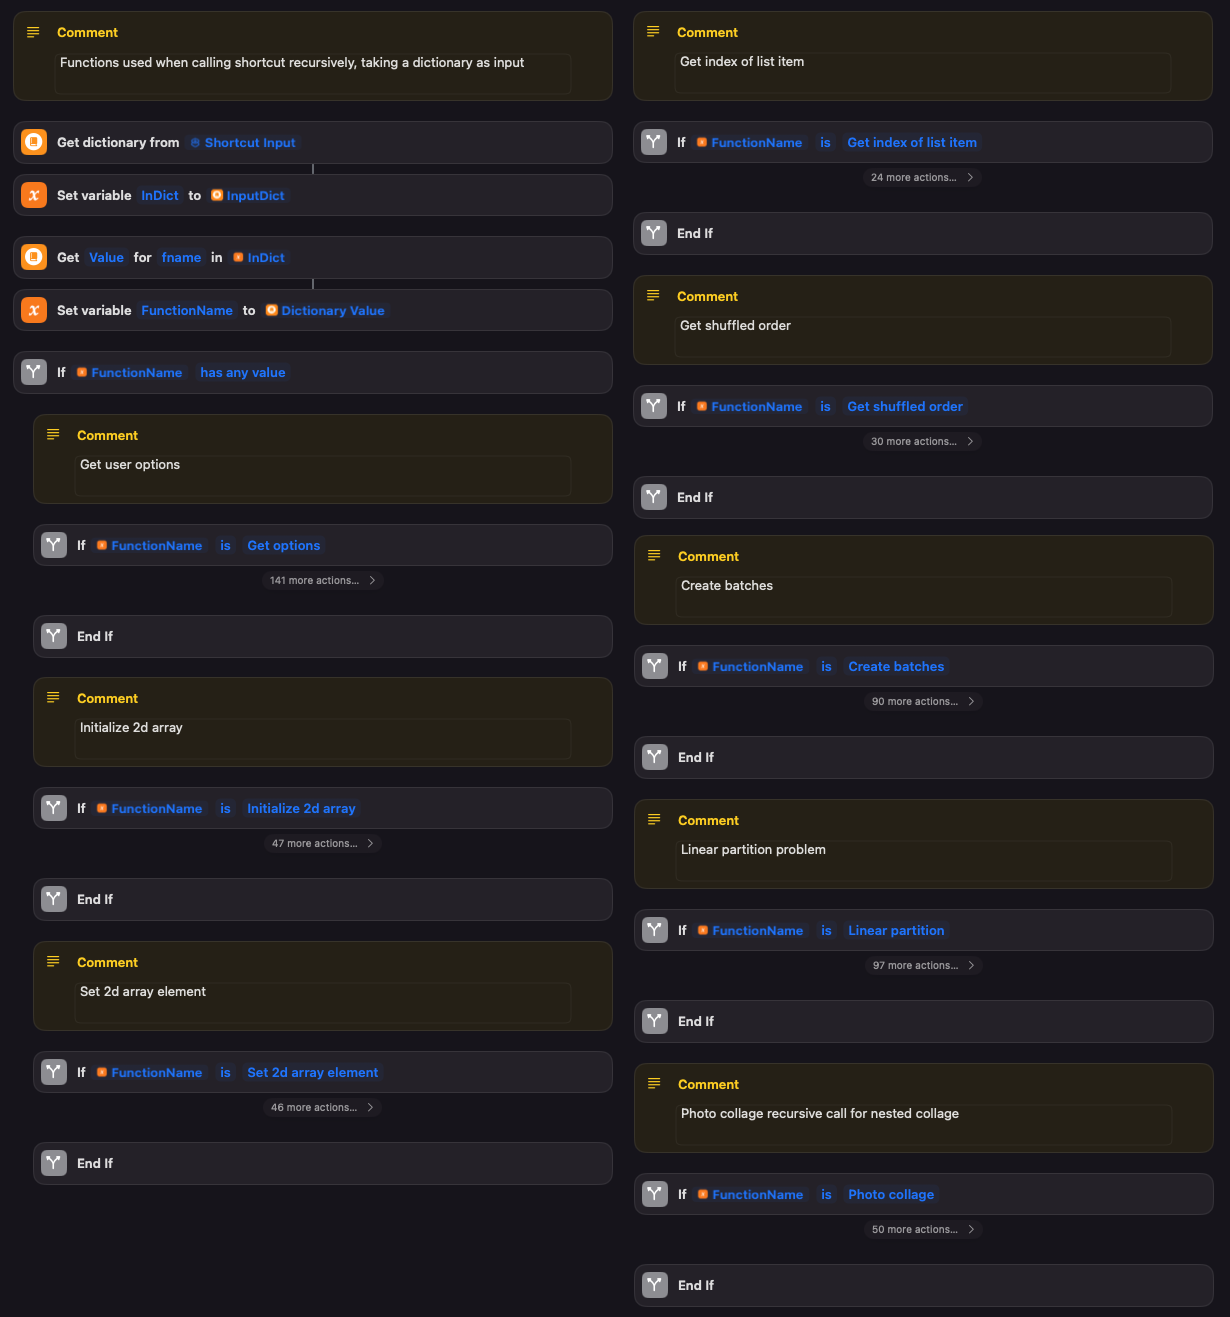 Comment
Functions used when calling shortcut recursively, taking a dictionary as input
Get dictionary from Shortcut Input
Set variable InDict to InputDict
Get Value for fname in InDict
Set variable FunctionName to Dictionary Value
If FunctionName has any value
Comment
Get user options
If FunctionName is Get options
141 more actions...
End If
Comment
Initialize 2d array
If FunctionName is Initialize 2d array
47 more actions...
End If
Comment
Set 2d array element
If FunctionName is Set 2d array element
46 more actions...
End If
Comment
Get index of list item
If FunctionName is Get index of list item
24 more actions...
End If
Comment
Get shuffled order
If FunctionName is Get shuffled order
30 more actions...
End If
Comment
Create batches
If FunctionName is Create batches
90 more actions...
End If
Comment
Linear partition problem
If FunctionName is Linear partition
97 more actions...
End If
Comment
Photo collage recursive call for nested collage
If FunctionName is Photo collage
50 more actions...
End If